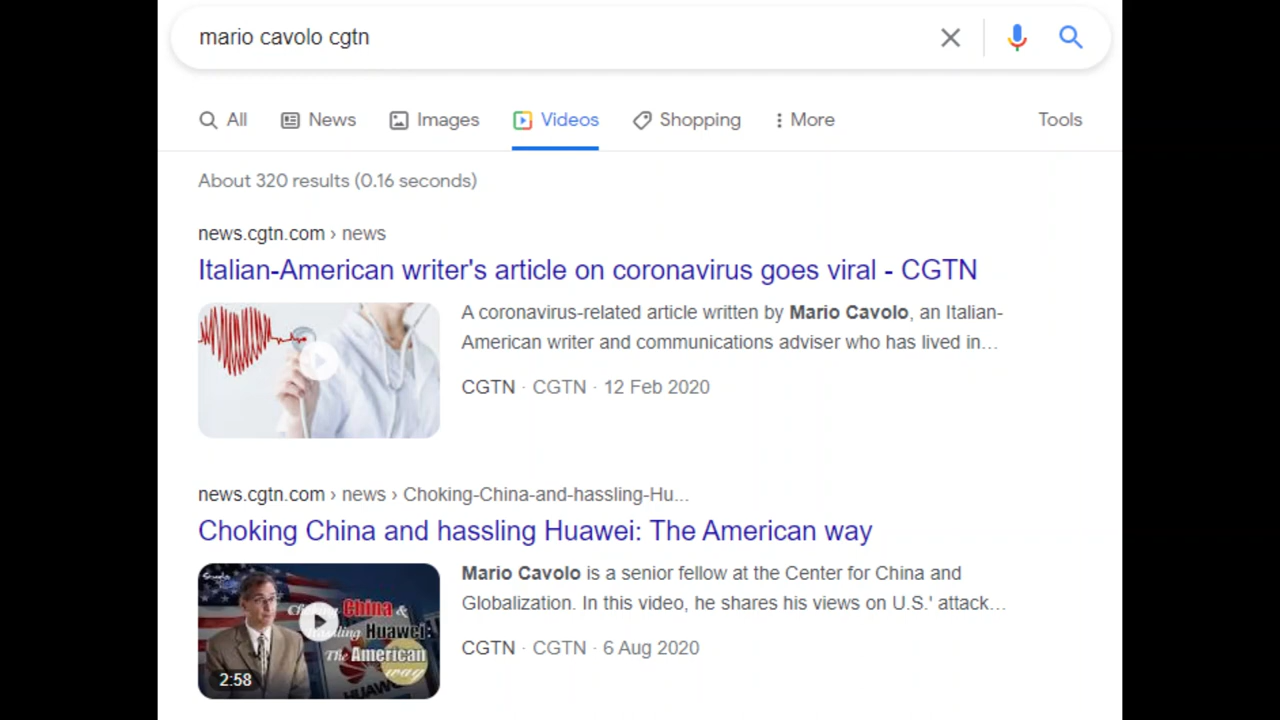 mario cavolo cgtn
All News Images Videos Shopping More Tools
About 320 results (0.16 seconds)
news.cgtn.com › news
Italian-American writer's article on coronavirus goes viral - CGTN
A coronavirus-related article written by Mario Cavolo, an Italian-
American writer and communications adviser who has lived in...
CGTN · CGTN · 12 Feb 2020
news.cgtn.com › news › Choking-China-and-hassling-Hu...
Choking China and hassling Huawei: The American way
Mario Cavolo is a senior fellow at the Center for China and
Globalization. In this video, he shares his views on U.S.' attack...
CGTN · CGTN · 6 Aug 2020
China &
Huawei:
The American
way
HUAWEI
2:58